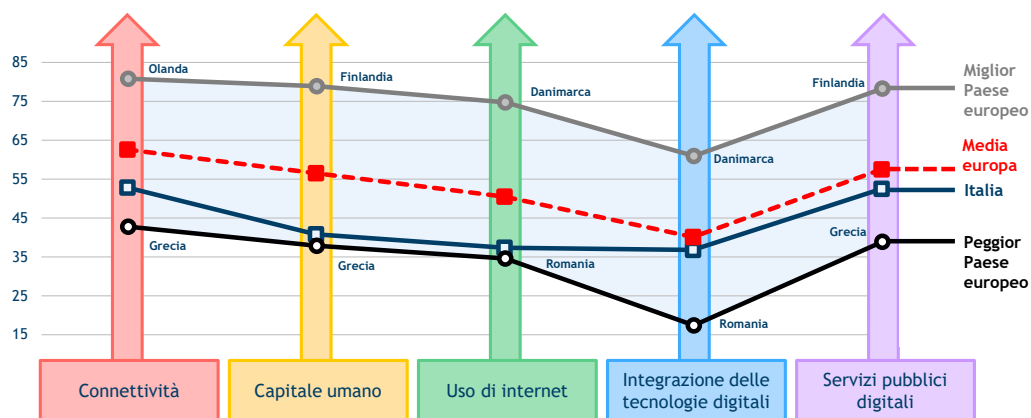 85
75
65
55
45
35
25
15
Olanda
Finlandia
Danimarca
Danimarca
Finlandia
Grecia
Grecia
Romania
Romania
Grecia
Miglior
Paese
europeo
Media
europa
Italia
Peggior
Paese
europeo
Connettività
Capitale umano
Uso di internet
Integrazione delle
tecnologie digitali
Servizi pubblici
digitali